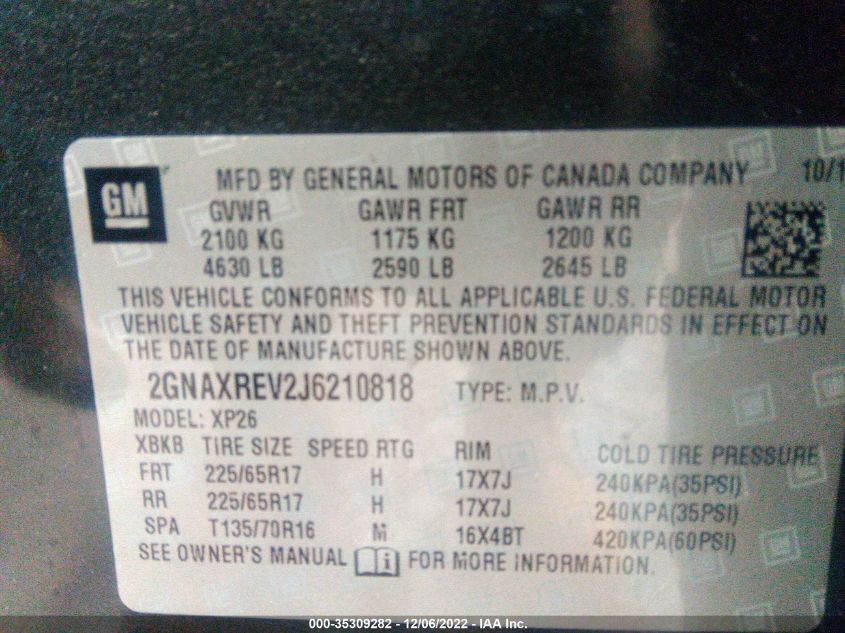 GM MFD BY GENERAL MOTORS OF CANADA COMPANY 10/1
GVWR GAWR FRT GAWR RR
2100 KG 1175 KG 1200 KG
4630 LB 2590 LB 2645 LB
THIS VEHICLE CONFORMS TO ALL APPLICABLE U.S. FEDERAL MOTOR
VEHICLE SAFETY AND THEFT PREVENTION STANDARDS IN EFFECT ON
THE DATE OF MANUFACTURE SHOWN ABOVE.
2GNAXREV2J6210818 TYPE: M.P.V.
MODEL: XP26
XBKB TIRE SIZE SPEED RTG RIM COLD TIRE PRESSURE
FRT 225/65R17 H 17X7J 240KPA(35PSI)
RR 225/65R17 H 17X7J 240KPA(35PSI)
SPA T135/70R16 M 16X4BT 420KPA(60PSI)
SEE OWNER'S MANUAL FOR MORE INFORMATION.
000-35309282 - 12/06/2022 - IAA Inc.